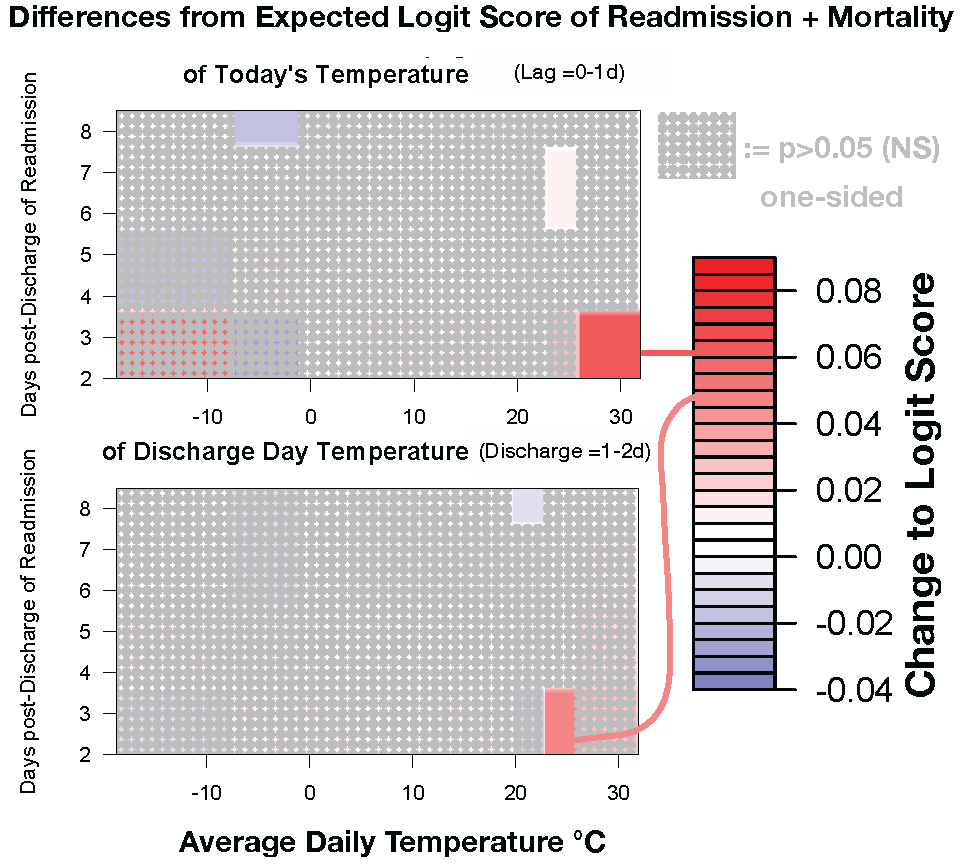 Differences from Expected Logit Score of Readmission + Mortality
of Today's Temperature (Lag =0-1d)
Days post-Discharge of Readmission
8
7
6
5
4
3
2
-10 0 10 20 30
:= p>0.05 (NS)
one-sided
of Discharge Day Temperature (Discharge =1-2d)
Days post-Discharge of Readmission
8
7
6
5
4
3
2
-10 0 10 20 30
Average Daily Temperature °C
0.08
0.06
0.04
0.02
0.00
-0.02
-0.04
Change to Logit Score